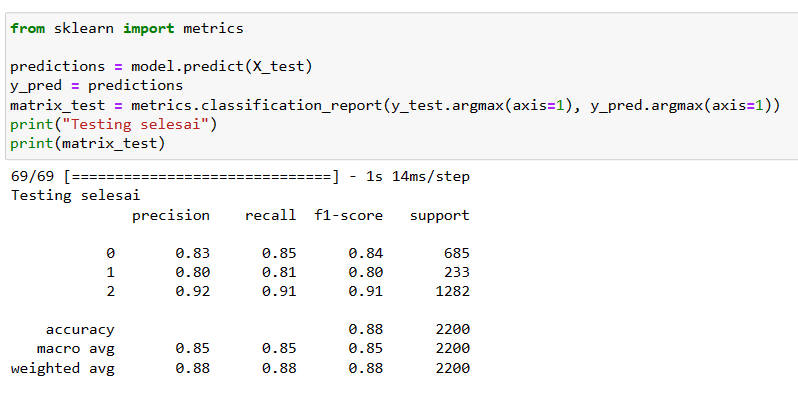 from sklearn import metrics
predictions = model.predict(X_test)
y_pred = predictions
matrix_test = metrics.classification_report(y_test.argmax(axis=1), y_pred.argmax(axis=1))
print("Testing selesai")
print(matrix_test)
69/69 [==============================] - 1s 14ms/step
Testing selesai
precision recall f1-score support
0 0.83 0.85 0.84 685
1 0.80 0.81 0.80 233
2 0.92 0.91 0.91 1282
accuracy 0.88 2200
macro avg 0.85 0.85 0.85 2200
weighted avg 0.88 0.88 0.88 2200